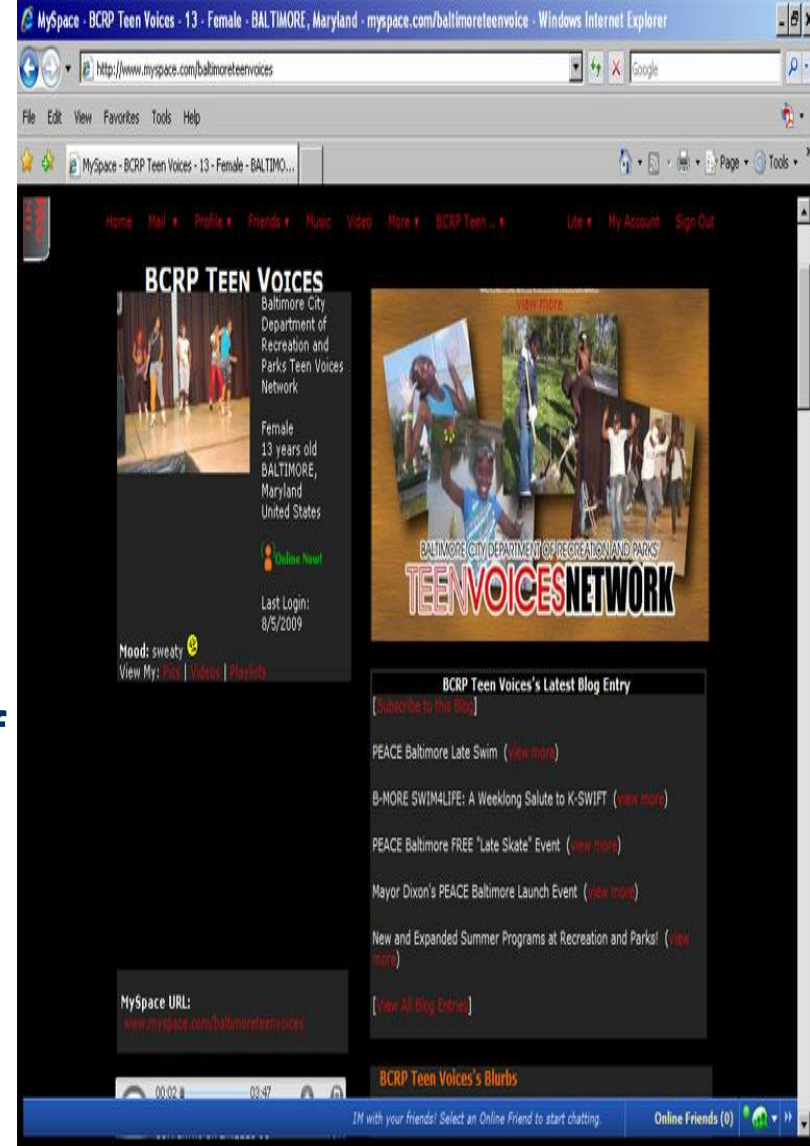 MySpace - BCRP Teen Voices - 13 - Female - BALTIMORE, Maryland - myspace.com/baltimoreteenvoice - Windows Internet Explorer
http://www.myspace.com/baltimoreteenvoices
Google
File Edit View Favorites Tools Help
MySpace - BCRP Teen Voices - 13 - Female - BALTIMO...
Page Tools
Home Mail Profile Friends Music Video More BCRP Teen .. Lite My Account Sign Out
BCRP TEEN VOICES
Baltimore City
Department of
Recreation and
Parks Teen Voices
Network
Female
13 years old
BALTIMORE,
Maryland
United States
Online Now!
Last Login:
8/5/2009
Mood: sweaty
View My: Pics | Videos | Playlists
view more
BALTIMORE CITY DEPARTMENT OF RECREATION AND PARKS'
TEENVOICESNETWORK
BCRP Teen Voices's Latest Blog Entry
[Subscribe to this Blog]
PEACE Baltimore Late Swim (view more)
B-MORE SWIM4LIFE: A Weeklong Salute to K-SWIFT (view more)
PEACE Baltimore FREE "Late Skate" Event (view more)
Mayor Dixon's PEACE Baltimore Launch Event (view more)
New and Expanded Summer Programs at Recreation and Parks! (view
more)
[View All Blog Entries]
MySpace URL:
www.myspace.com/baltimoreteenvoices
00:02 03:47
BCRP Teen Voices's Blurbs
IM with your friends! Select an Online Friend to start chatting.
Online Friends (0)
f